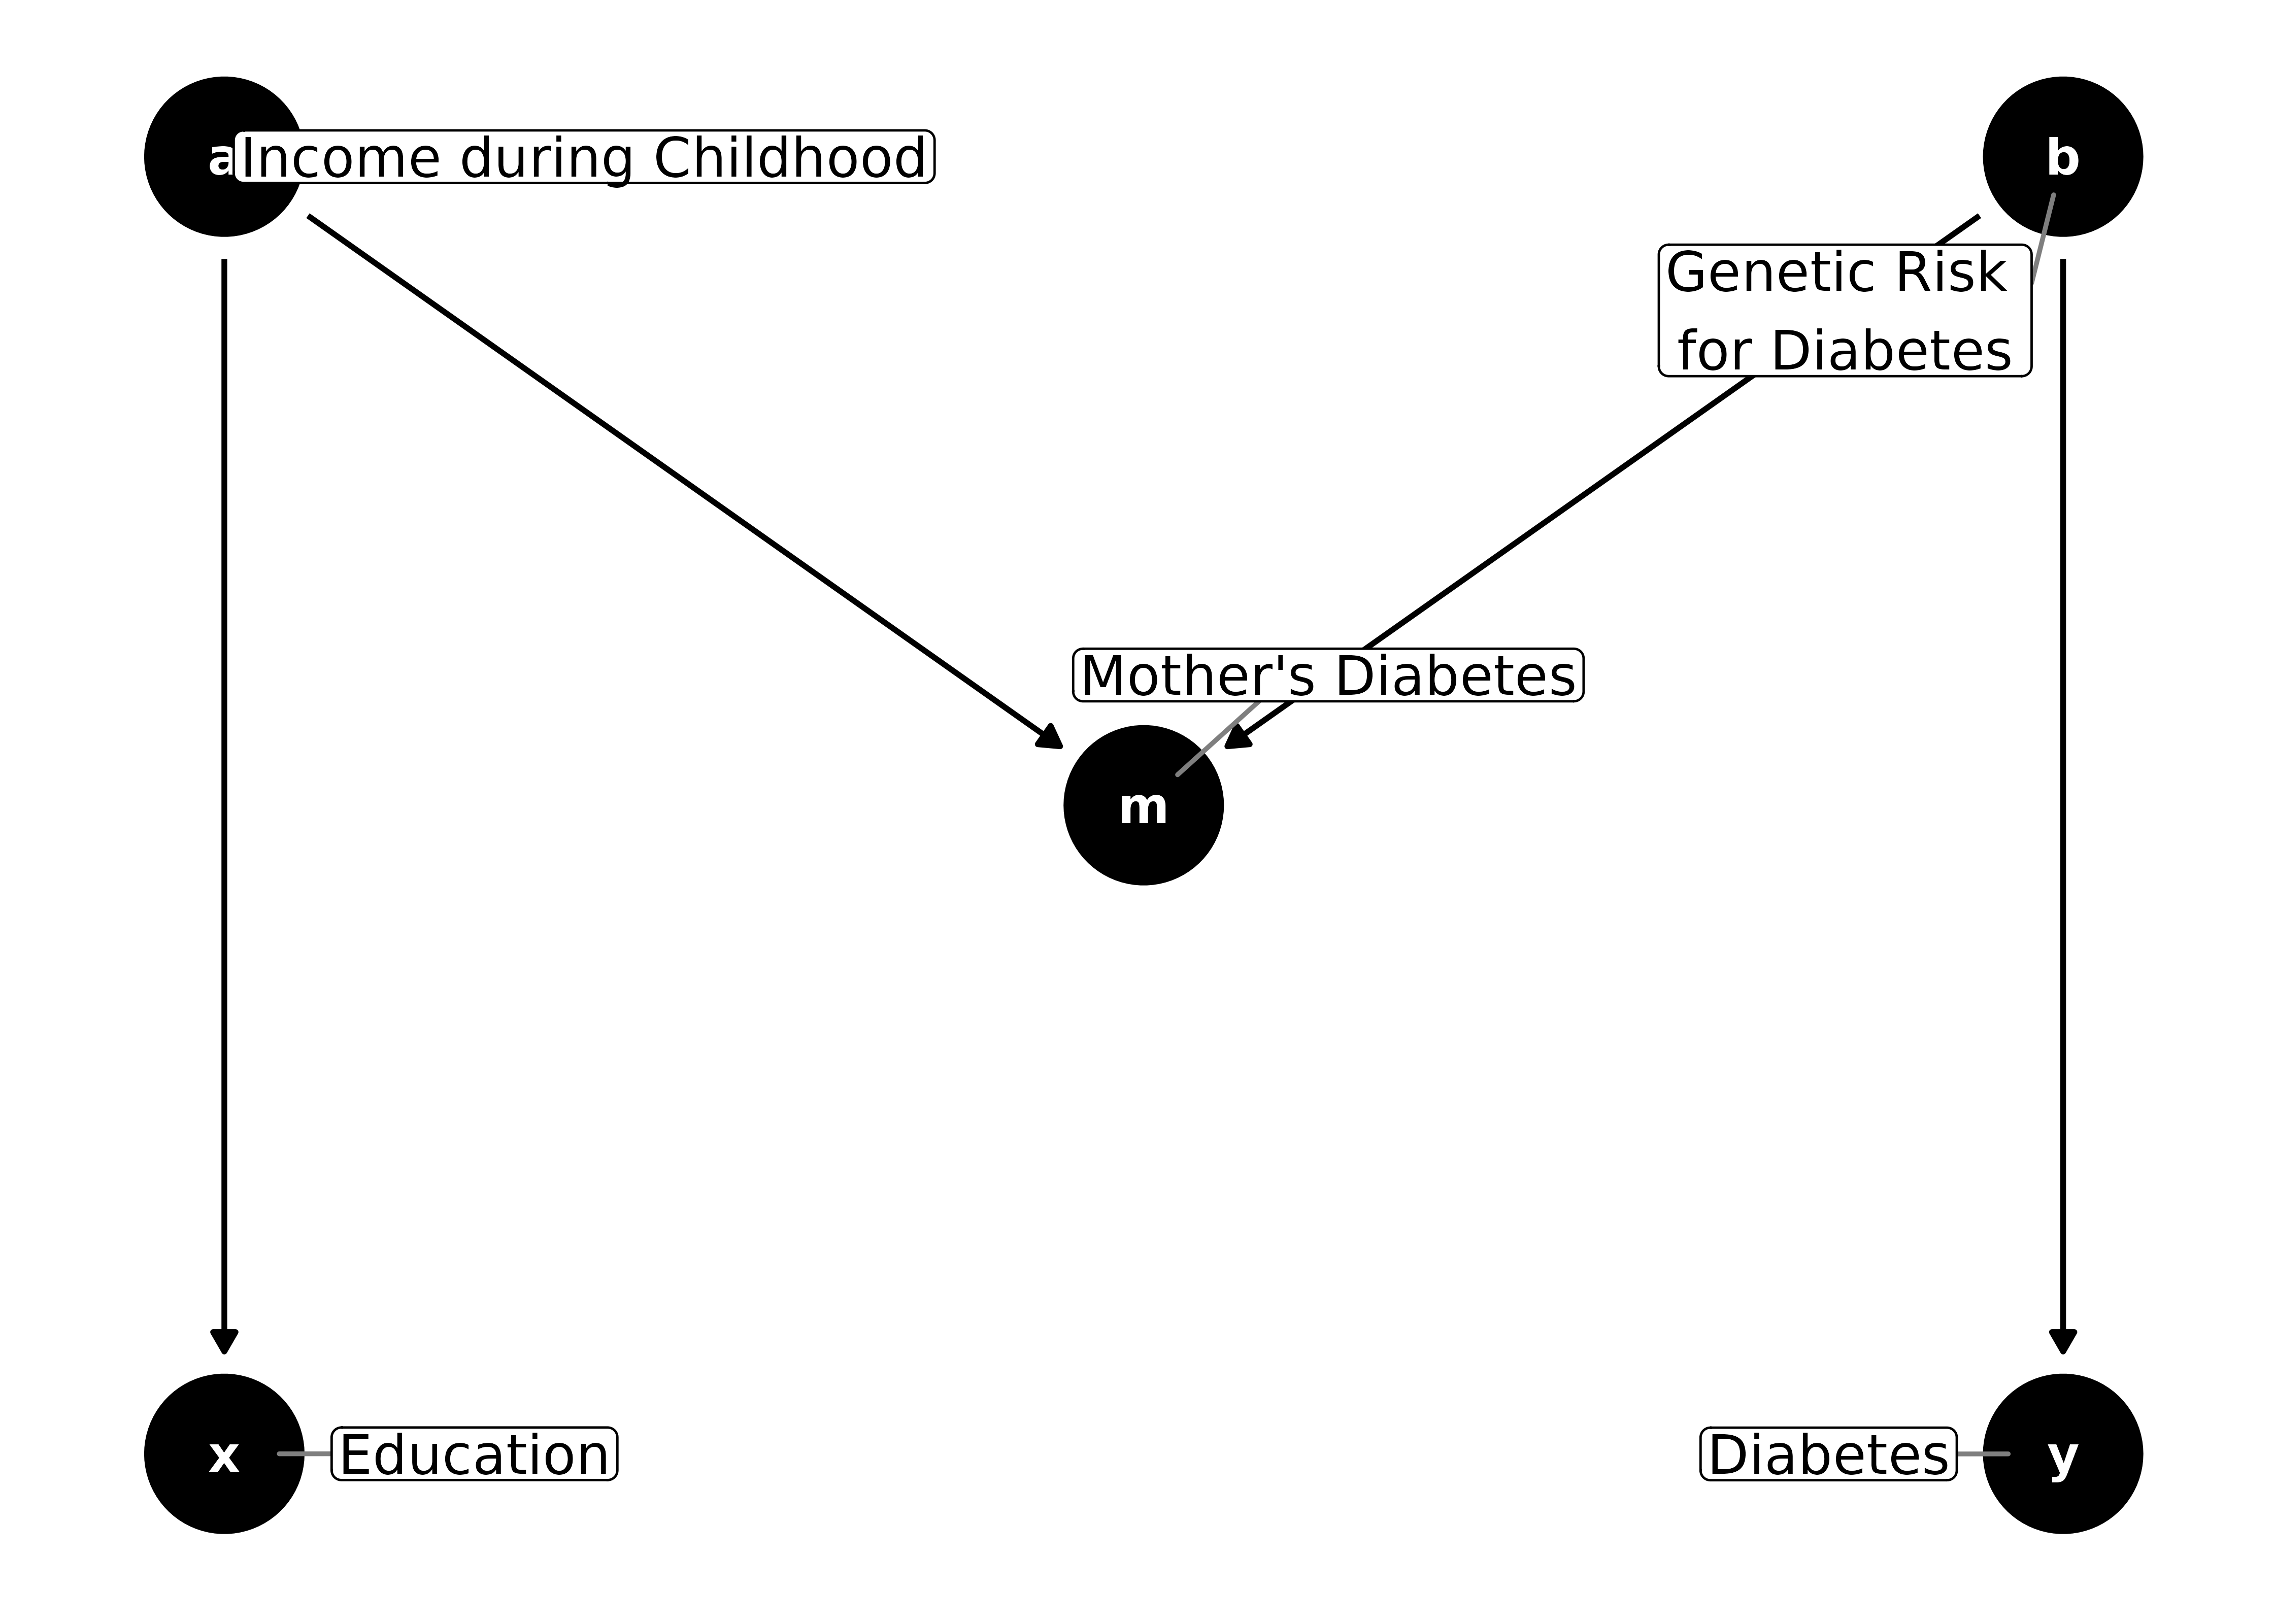 a
Income during Childhood
b
Genetic Risk
for Diabetes
Mother's Diabetes
m
x
Education
Diabetes
y